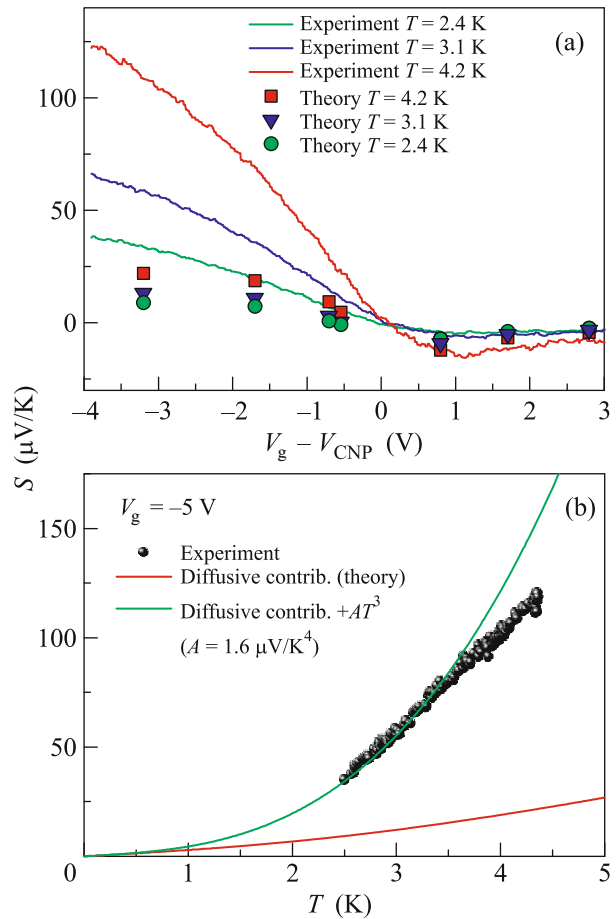 (a)
Experiment T = 2.4 K
Experiment T = 3.1 K
Experiment T = 4.2 K
Theory T = 4.2 K
Theory T = 3.1 K
Theory T = 2.4 K
100
50
0
−4 −3 −2 −1 0 1 2 3
Vg − VCNP (V)
S (μV/K)
(b)
Vg = −5 V
Experiment
Diffusive contrib. (theory)
Diffusive contrib. +AT³
(A = 1.6 μV/K⁴)
150
100
50
0
0 1 2 3 4 5
T (K)